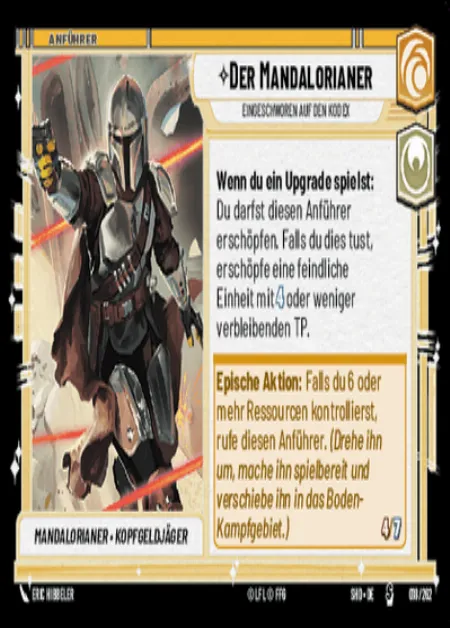 ANFÜHRER
DER MANDALORIANER
EINGESCHWOREN AUF DEN KODEX
Wenn du ein Upgrade spielst:
Du darfst diesen Anführer
erschöpfen. Falls du dies tust,
erschöpfe eine feindliche
Einheit mit 4 oder weniger
verbleibenden TP.
Epische Aktion: Falls du 6 oder
mehr Ressourcen kontrollierst,
rufe diesen Anführer. (Drehe ihn
um, mache ihn spielbereit und
verschiebe ihn in das Boden-
Kampfgebiet.)
4/7
MANDALORIANER • KOPFGELDJÄGER
ERIC HIBBELER
© LFL © FFG
SHD • DE
018/262